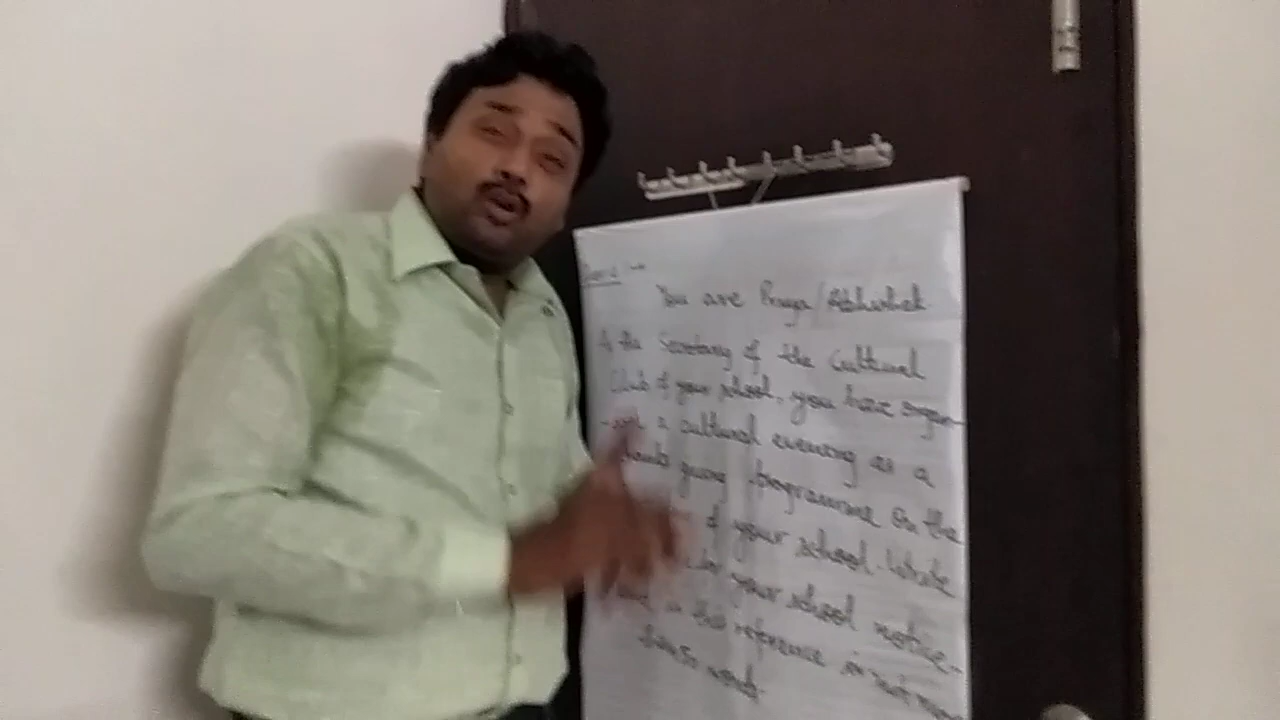 You are Priya/Abhishek
As the Secretary of the Cultural
Club of your school, you have organ-
a cultural evening as a
giving programme on the
of your school. Write
your school notice-
in this reference in not more
than 50 words.